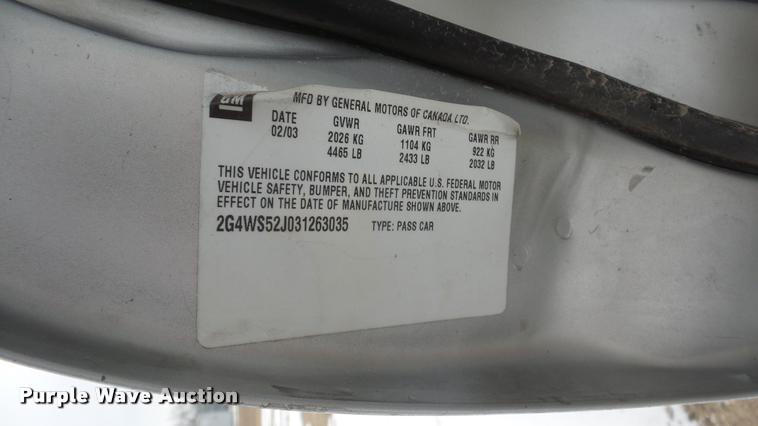 GM
MFD BY GENERAL MOTORS OF CANADA LTD.
DATE GVWR GAWR FRT GAWR RR
02/03 2026 KG 1104 KG 922 KG
4465 LB 2433 LB 2032 LB
THIS VEHICLE CONFORMS TO ALL APPLICABLE U.S. FEDERAL MOTOR
VEHICLE SAFETY, BUMPER, AND THEFT PREVENTION STANDARDS IN
EFFECT ON THE DATE OF MANUFACTURE SHOWN ABOVE.
2G4WS52J031263035 TYPE: PASS CAR
Purple Wave Auction